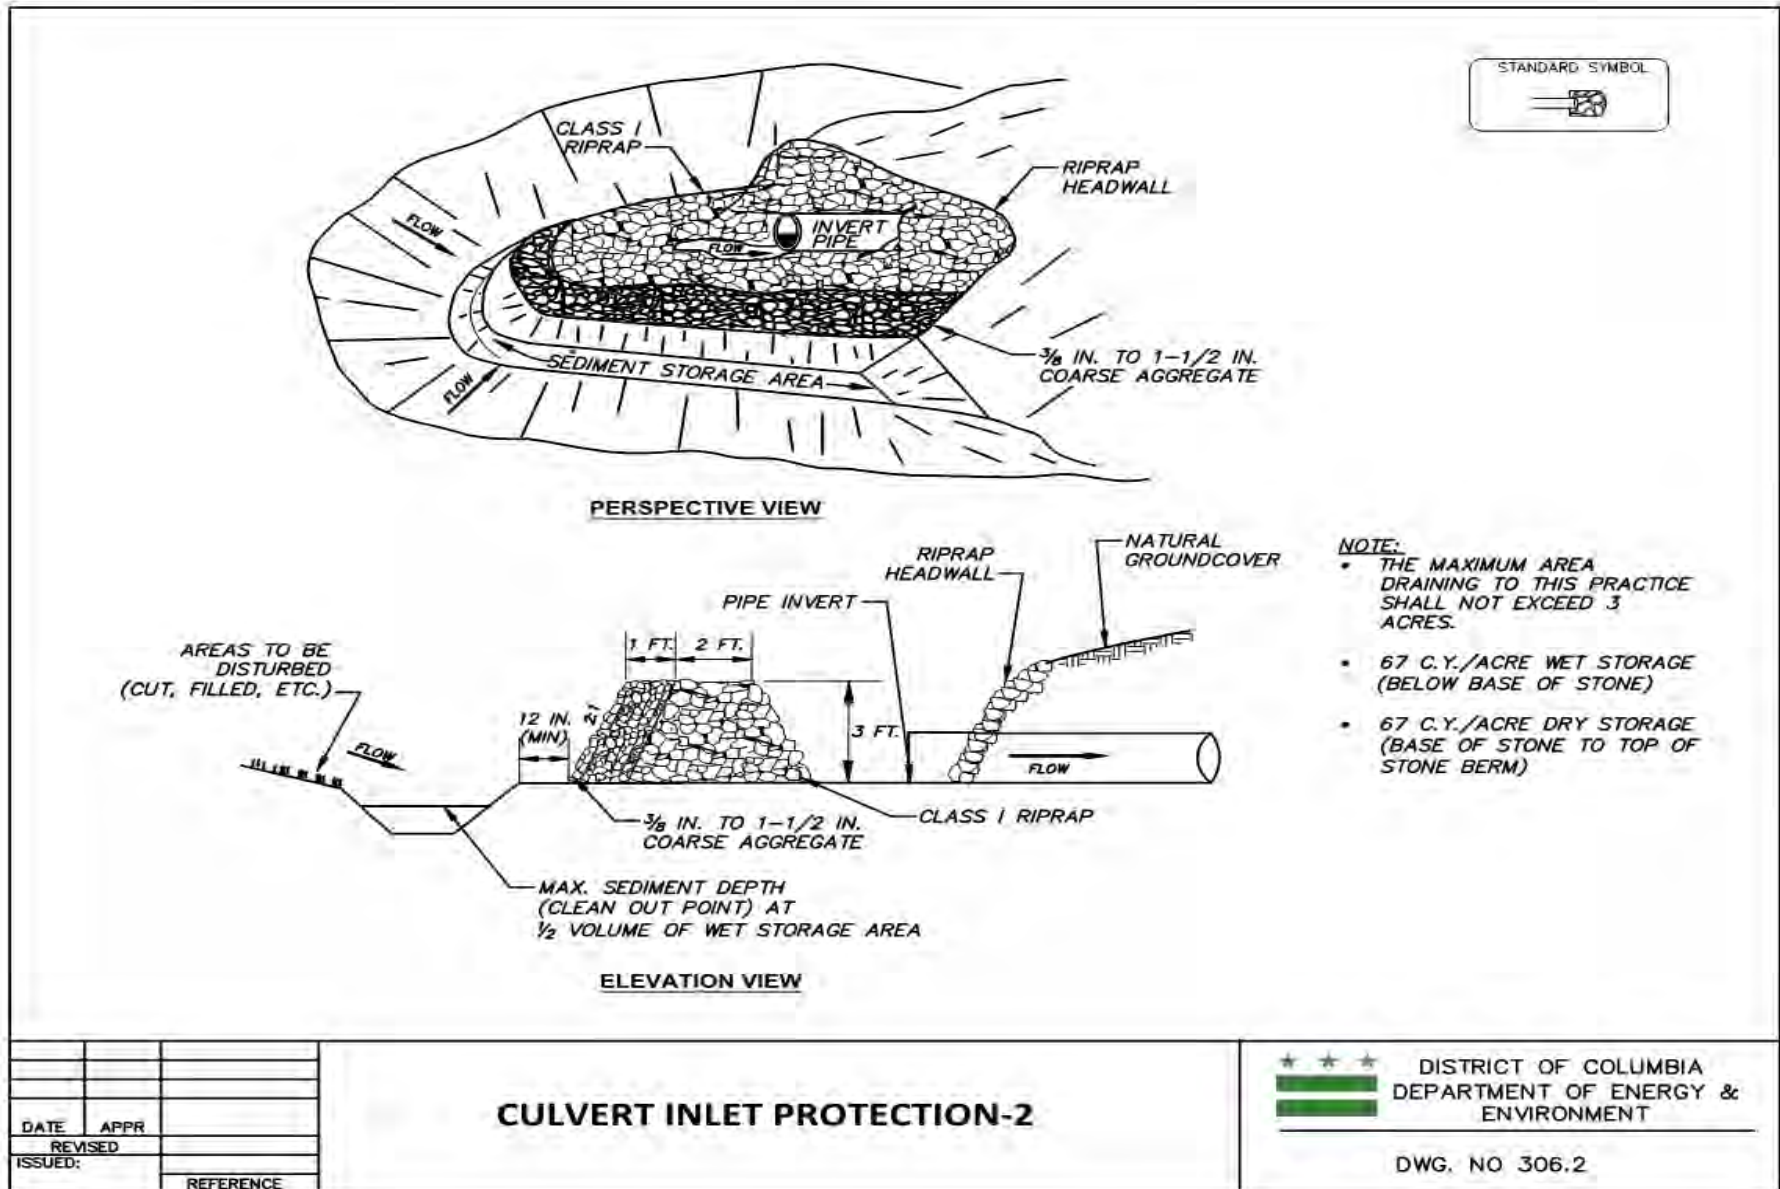 STANDARD SYMBOL
CLASS I
RIPRAP
RIPRAP
HEADWALL
FLOW
INVERT
PIPE
FLOW
3/8 IN. TO 1-1/2 IN.
COARSE AGGREGATE
SEDIMENT STORAGE AREA
FLOW
PERSPECTIVE VIEW
RIPRAP
HEADWALL
NATURAL
GROUNDCOVER
PIPE INVERT
AREAS TO BE
DISTURBED
(CUT, FILLED, ETC.)
1 FT.
2 FT.
12 IN.
(MIN)
3 FT.
FLOW
FLOW
3/8 IN. TO 1-1/2 IN.
COARSE AGGREGATE
CLASS I RIPRAP
MAX. SEDIMENT DEPTH
(CLEAN OUT POINT) AT
1/2 VOLUME OF WET STORAGE AREA
ELEVATION VIEW
NOTE:
• THE MAXIMUM AREA
DRAINING TO THIS PRACTICE
SHALL NOT EXCEED 3
ACRES.
• 67 C.Y./ACRE WET STORAGE
(BELOW BASE OF STONE)
• 67 C.Y./ACRE DRY STORAGE
(BASE OF STONE TO TOP OF
STONE BERM)
DATE APPR
REVISED
ISSUED:
REFERENCE
CULVERT INLET PROTECTION-2
DISTRICT OF COLUMBIA
DEPARTMENT OF ENERGY &
ENVIRONMENT
DWG. NO 306.2